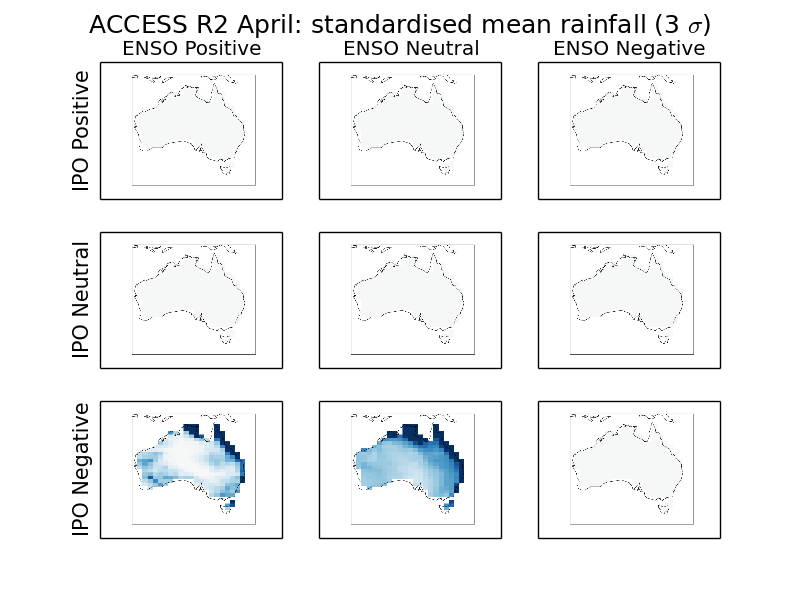 ACCESS R2 April: standardised mean rainfall (3 σ)
ENSO Positive ENSO Neutral ENSO Negative
IPO Positive
IPO Neutral
IPO Negative